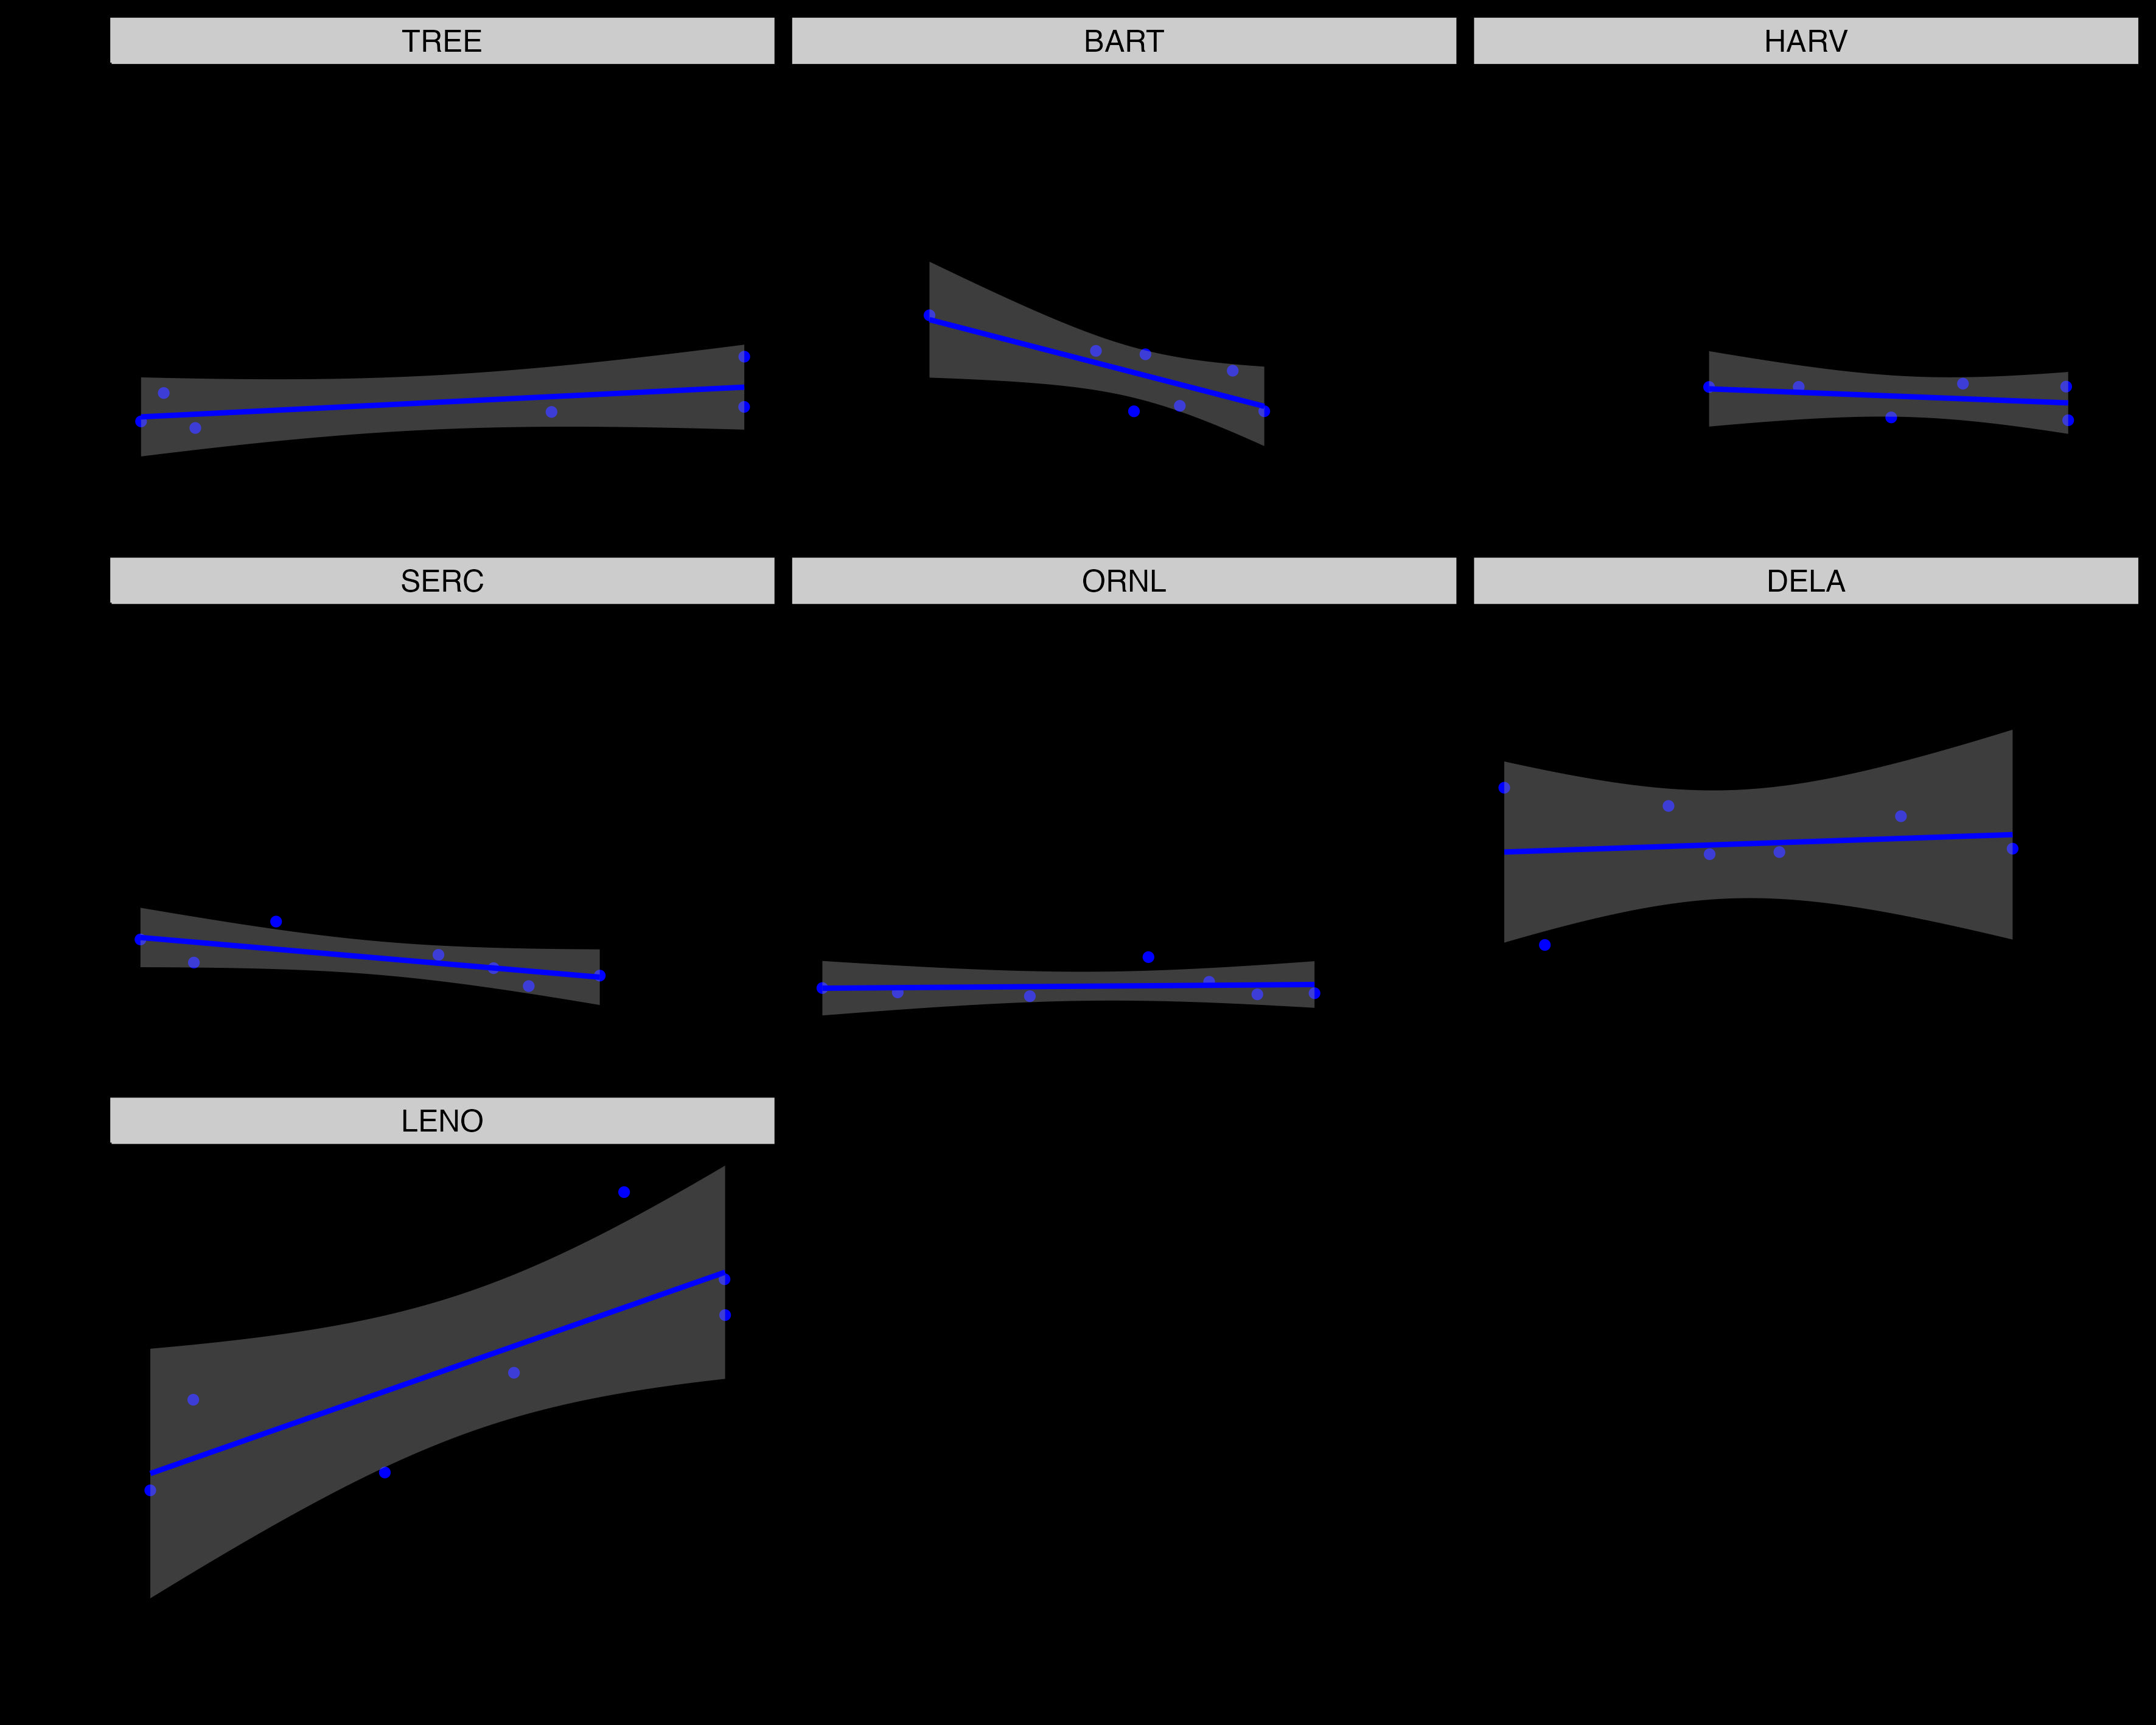 TREE
BART
HARV
SERC
ORNL
DELA
LENO